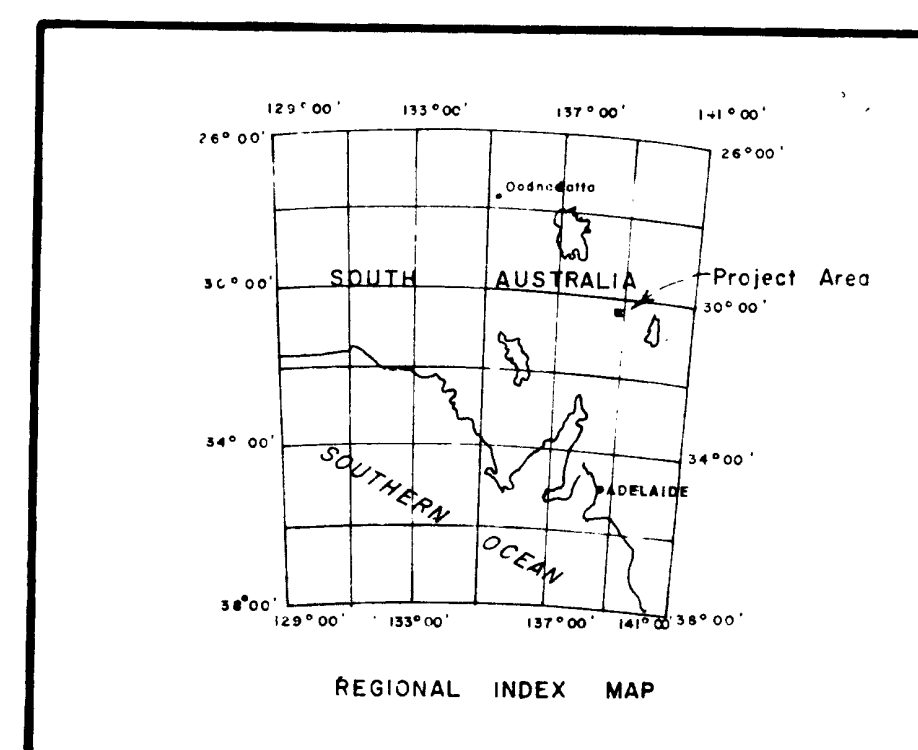 129°00' 133°00' 137°00' 141°00'
26°00' 26°00'
Oodnadatta
30°00' SOUTH AUSTRALIA Project Area
30°00'
34° 00' 34°00'
SOUTHERN OCEAN
ADELAIDE
38°00' 38°00'
129°00' 133°00' 137°00' 141°00'
REGIONAL INDEX MAP